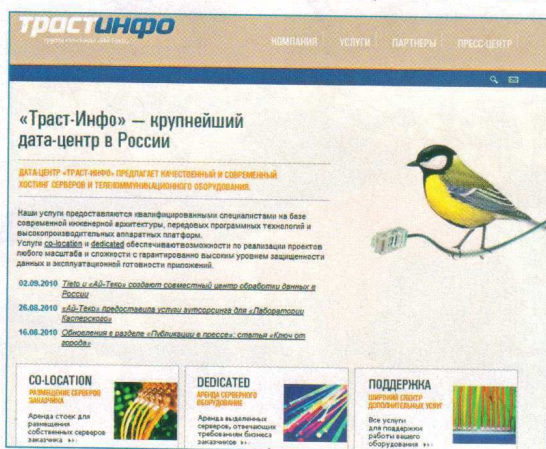 трастинфо
КОМПАНИЯ УСЛУГИ ПАРТНЕРЫ ПРЕСС-ЦЕНТР
«Траст-Инфо» — крупнейший
дата-центр в России
ДАТА-ЦЕНТР «ТРАСТ-ИНФО» ПРЕДЛАГАЕТ КАЧЕСТВЕННЫЙ И СОВРЕМЕННЫЙ
ХОСТИНГ СЕРВЕРОВ И ТЕЛЕКОММУНИКАЦИОННОГО ОБОРУДОВАНИЯ.
Наши услуги предоставляются квалифицированными специалистами на базе
современной инженерной архитектуры, передовых программных технологий и
высокопроизводительных аппаратных платформ.
Услуги co-location и dedicated обеспечиваютвозможности по реализации проектов
любого масштаба и сложности с гарантированно высоким уровнем защищенности
данных и эксплуатационной готовности приложений.
02.09.2010 Tieto и «Ай-Теко» создают совместный центр обработки данных в
России
26.08.2010 «Ай-Теко» предоставила услуги аутсорсинга для «Лаборатории
Касперского»
16.08.2010 Обновления в разделе «Публикации в прессе»: статья «Ключ от
города»
CO-LOCATION
РАЗМЕЩЕНИЕ СЕРВЕРОВ
ЗАКАЗЧИКА
Аренда стоек для
размещения
собственных серверов
заказчика
DEDICATED
АРЕНДА СЕРВЕРНОГО
ОБОРУДОВАНИЕ
Аренда выделенных
серверов, отвечающих
требованиям бизнеса
заказчиков
ПОДДЕРЖКА
ШИРОКИЙ СПЕКТР
ДОПОЛНИТЕЛЬНЫХ УСЛУГ
Все услуги
для поддержки
работы вашего
оборудования